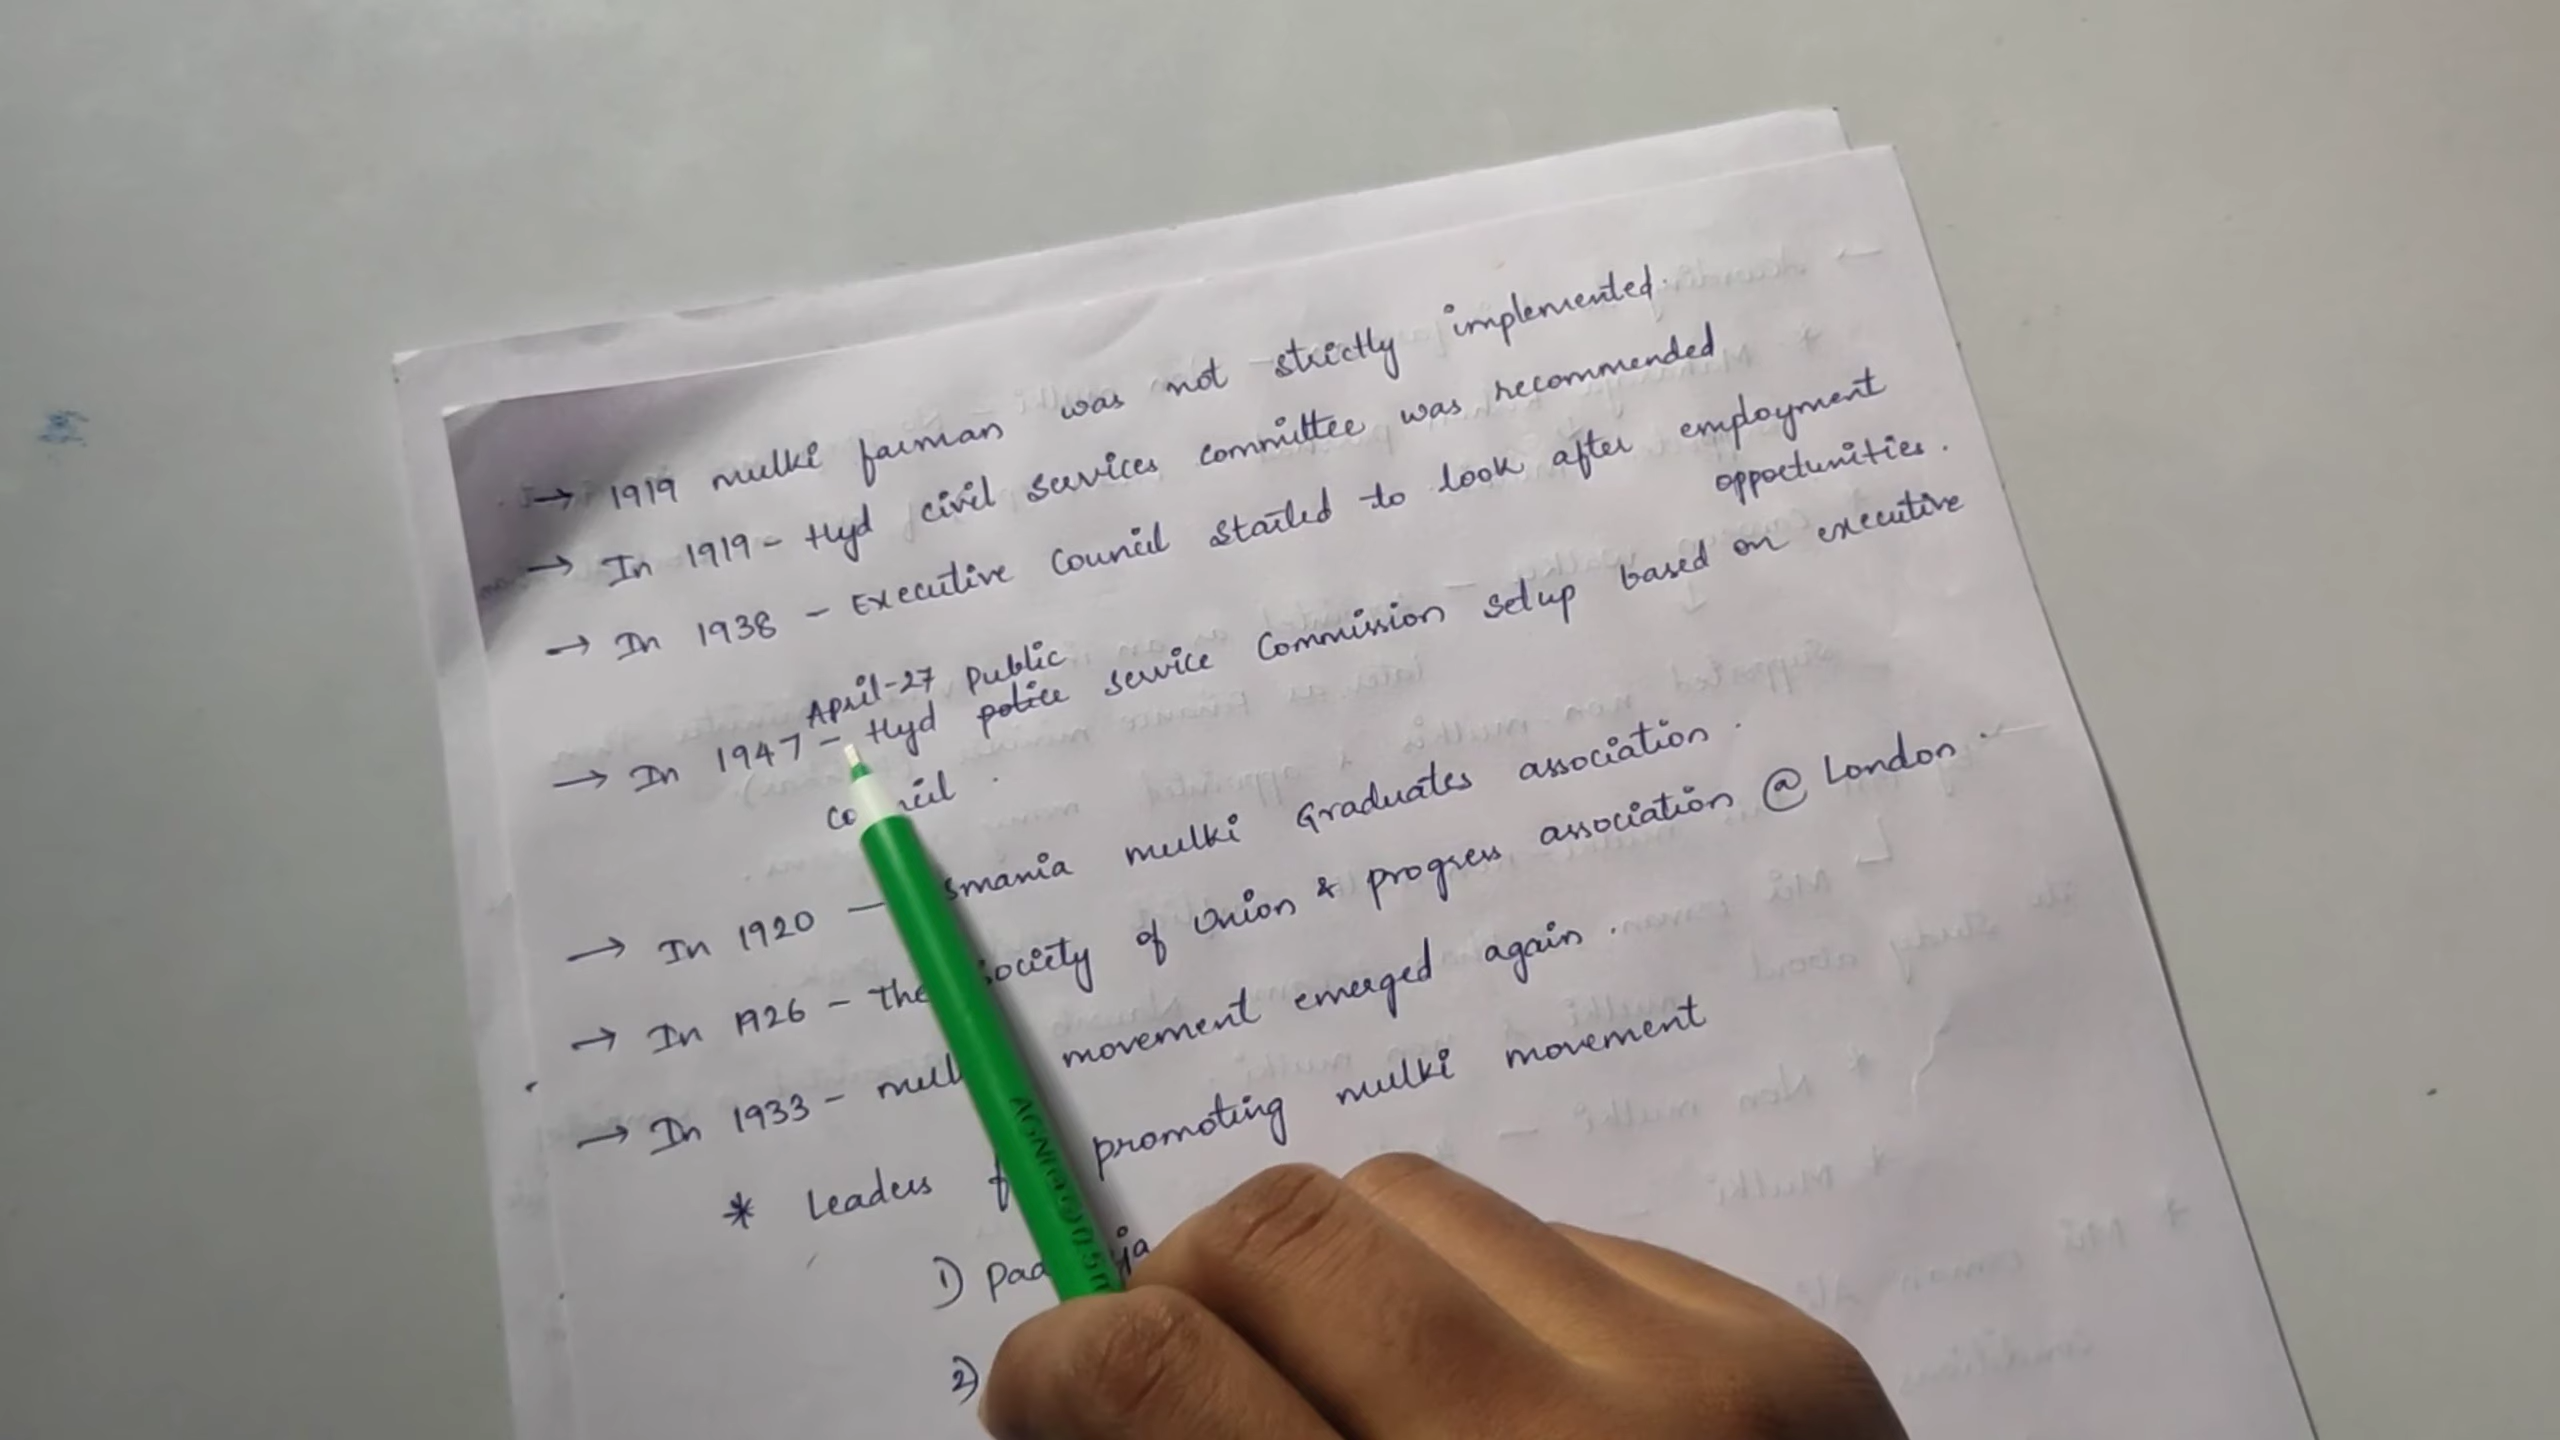 → 1919 mulki farman was not strictly implemented.
→ In 1919 - Hyd civil services committee was recommended
→ In 1938 - Executive Council started to look after employment
opportunities.
April-27 Public
→ In 1947 - Hyd police service Commission setup based on executive
council.
→ In 1920 - smania mulki Graduates association.
→ In 1926 - the society of Union & progress association @ London.
→ In 1933 - mulk movement emerged again.
* leaders promoting mulki movement
1)
2)